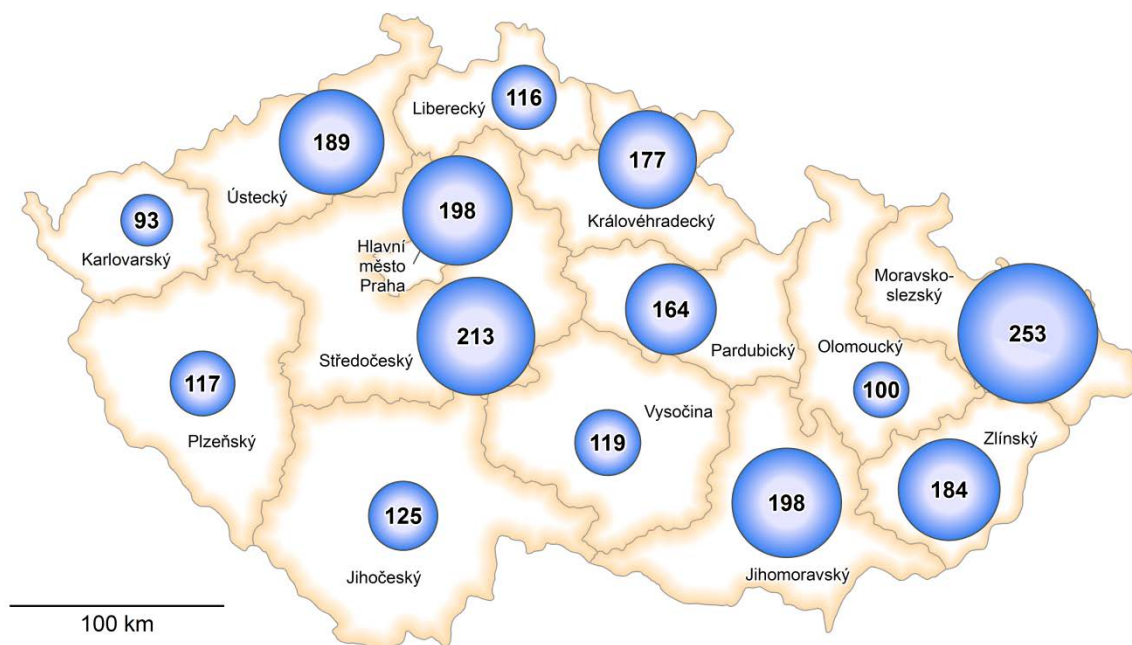 116
Liberecký
189
177
Ústecký
198
93
Královéhradecký
Karlovarský
Hlavní
město
Praha
Moravsko-
slezský
164
213
253
Olomoucký
Středočeský
Pardubický
117
100
Vysočina
Plzeňský
119
Zlínský
184
198
125
Jihočeský
Jihomoravský
100 km